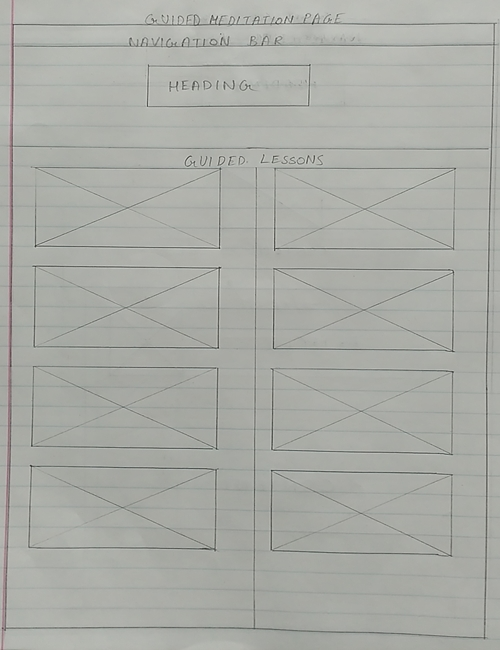 GUIDED MEDITATION PAGE
NAVIGATION BAR
HEADING
GUIDED LESSONS